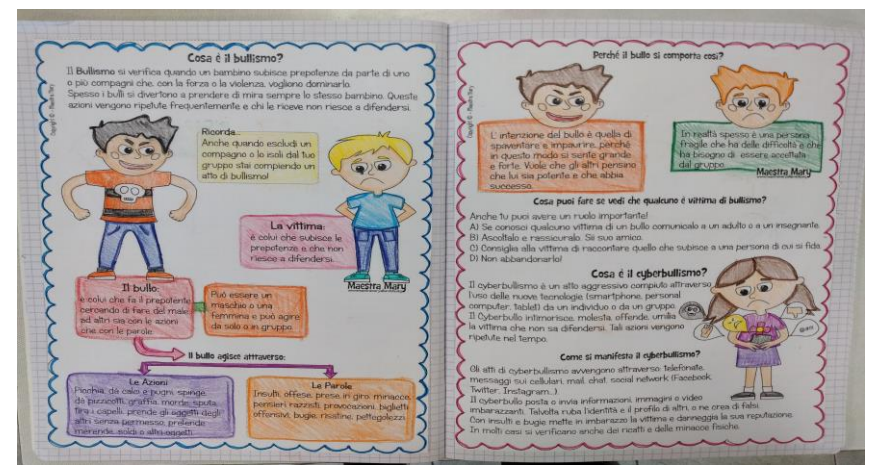 Cosa è il bullismo?
Il Bullismo si verifica quando un bambino subisce prepotenze da parte di uno
o più compagni che, con la forza o la violenza, vogliono dominarlo.
Spesso i bulli si divertono a prendere di mira sempre lo stesso bambino. Queste
azioni vengono ripetute frequentemente e chi le riceve non riesce a difendersi.
Ricorda...
Anche quando escludi un
compagno o lo isoli dal tuo
gruppo stai compiendo un
atto di bullismo!
La vittima:
è colui che subisce le
prepotenze e che non
riesce a difendersi.
Maestra Mary
Il bullo:
è colui che fa il prepotente
cercando di fare del male
ad altri sia con le azioni
che con le parole
Può essere un
maschio o una
femmina e può agire
da solo o in gruppo
Il bullo agisce attraverso:
Le Azioni
Picchia, dà calci e pugni, spinge,
dà pizzicotti, graffia, morde, sputa,
tira i capelli, prende gli oggetti degli
altri senza permesso, pretende
merende, soldi o altri oggetti
Le Parole
Insulti, offese, prese in giro, minacce,
pensieri razzisti, provocazioni, biglietti
offensivi, bugie, risatine, pettegolezzi
Perché il bullo si comporta così?
L'intenzione del bullo è quella di
spaventare e impaurire, perché
in questo modo si sente grande
e forte. Vuole che gli altri pensino
che lui sia potente e che abbia
successo.
In realtà spesso è una persona
fragile che ha delle difficoltà e che
ha bisogno di essere accettata
dal gruppo.
Maestra Mary
Cosa puoi fare se vedi che qualcuno è vittima di bullismo?
Anche tu puoi avere un ruolo importante!
A) Se conosci qualcuno vittima di un bullo comunicalo a un adulto o a un insegnante
B) Ascoltalo e rassicuralo. Sii suo amico.
C) Consiglia alla vittima di raccontare quello che subisce a una persona di cui si fida
D) Non abbandonarlo!
Cosa è il cyberbullismo?
Il cyberbullismo è un atto aggressivo compiuto attraverso
l'uso delle nuove tecnologie (smartphone, personal
computer, tablet) da un individuo o da un gruppo.
Il Cyberbullo intimorisce, molesta, offende, umilia
la vittima che non sa difendersi. Tali azioni vengono
ripetute nel tempo.
Come si manifesta il cyberbullismo?
Gli atti di cyberbullismo avvengono attraverso telefonate,
messaggi sui cellulari, mail, chat, social network (Facebook,
Twitter, Instagram...)
Il cyberbullo posta o invia informazioni, immagini e video
imbarazzanti. Talvolta ruba l'identità e il profilo di altri, o ne crea di falsi.
Con insulti e bugie mette in imbarazzo la vittima e danneggia la sua reputazione.
In molti casi si verificano anche dei ricatti e delle minacce fisiche.